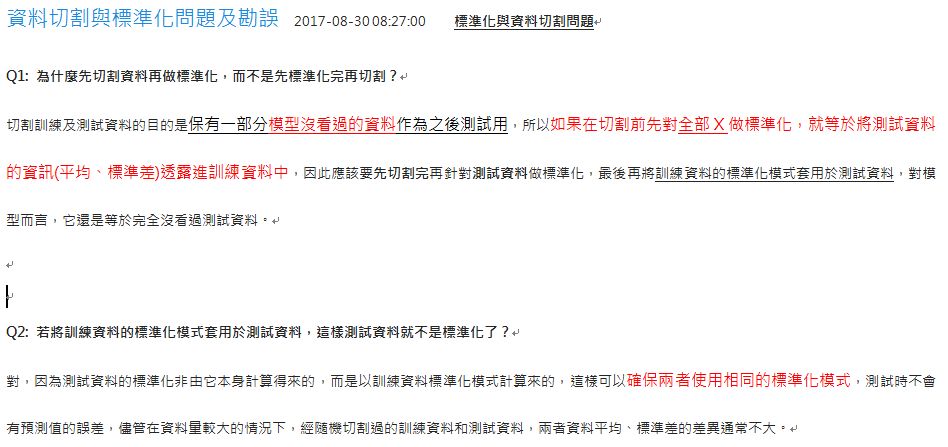 資料切割與標準化問題及勘誤 2017-08-30 08:27:00 標準化與資料切割問題
Q1: 為什麼先切割資料再做標準化，而不是先標準化完再切割？
切割訓練及測試資料的目的是保有一部分模型沒看過的資料作為之後測試用，所以如果在切割前先對全部 X 做標準化，就等於將測試資料
的資訊(平均、標準差)透露進訓練資料中，因此應該要先切割完再針對測試資料做標準化，最後再將訓練資料的標準化模式套用於測試資料，對模
型而言，它還是等於完全沒看過測試資料。
Q2: 若將訓練資料的標準化模式套用於測試資料，這樣測試資料就不是標準化了？
對，因為測試資料的標準化非由它本身計算得來的，而是以訓練資料標準化模式計算來的，這樣可以確保兩者使用相同的標準化模式，測試時不會
有預測值的誤差，儘管在資料量較大的情況下，經隨機切割過的訓練資料和測試資料，兩者資料平均、標準差的差異通常不大。